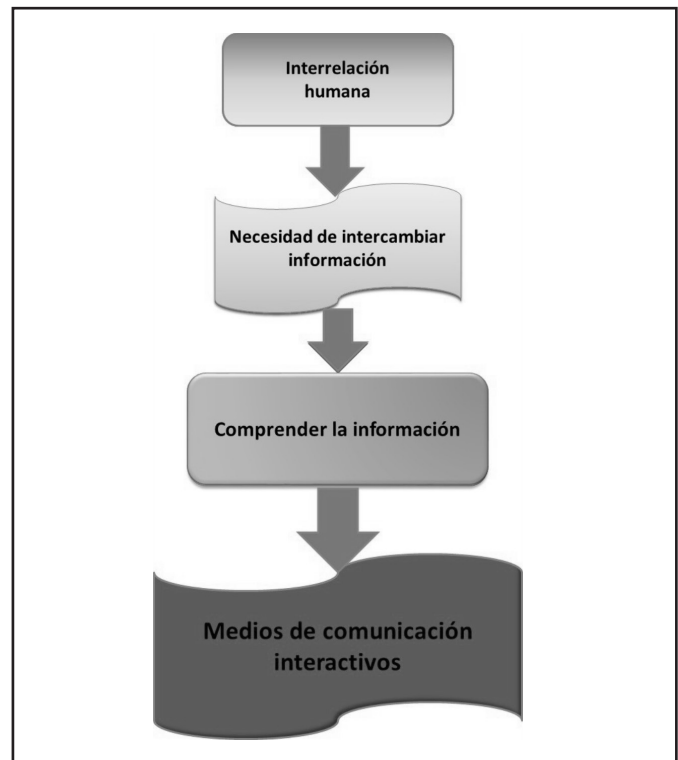 Interrelación
humana
Necesidad de intercambiar
información
Comprender la información
Medios de comunicación
interactivos